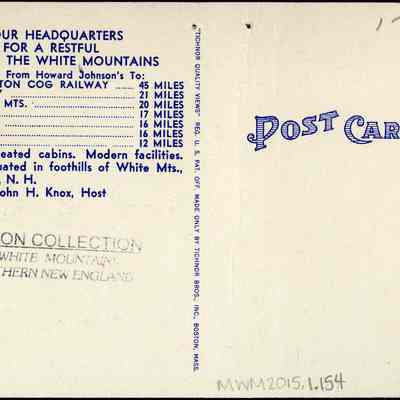 OUR HEADQUARTERS
FOR A RESTFUL
THE WHITE MOUNTAINS
From Howard Johnson's To:
TON COG RAILWAY ..... 45 MILES
21 MILES
MTS. 20 MILES
17 MILES
16 MILES
16 MILES
12 MILES
eated cabins. Modern facilities.
uated in foothills of White Mts.,
N. H.
ohn H. Knox, Host
ON COLLECTION
WHITE MOUNTAINS
THERN NEW ENGLAND
"TICHNOR QUALITY VIEWS" REG. U. S. PAT. OFF. MADE ONLY BY TICHNOR BROS., INC., BOSTON, MASS.
POST CAR
MWM2015.1.154